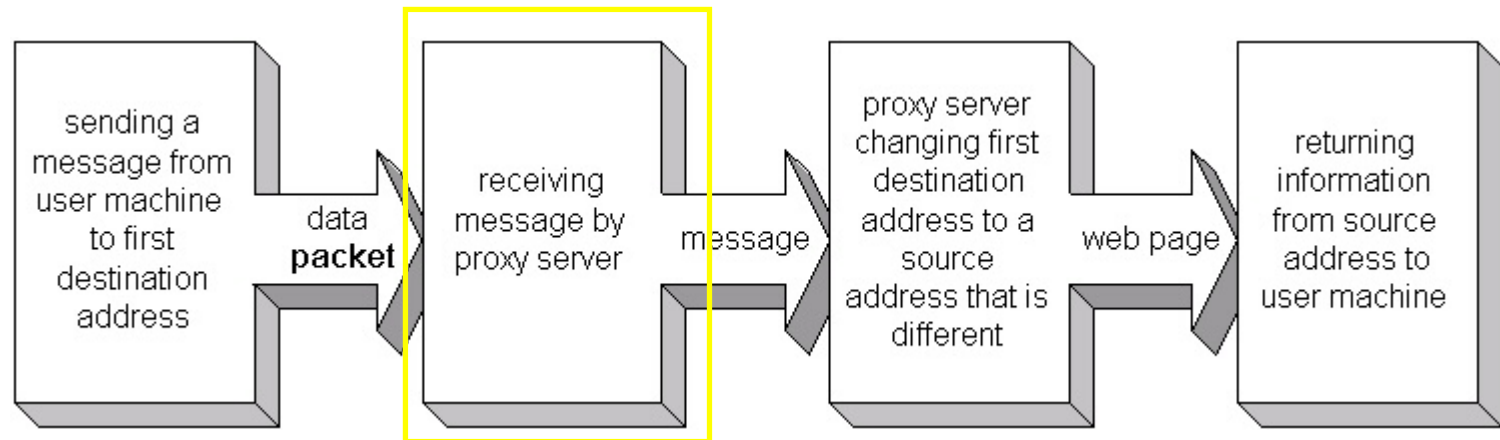 sending a
message from
user machine
to first
destination
address
data
packet
receiving
message by
proxy server
message
proxy server
changing first
destination
address to a
source
address that is
different
web page
returning
information
from source
address to
user machine